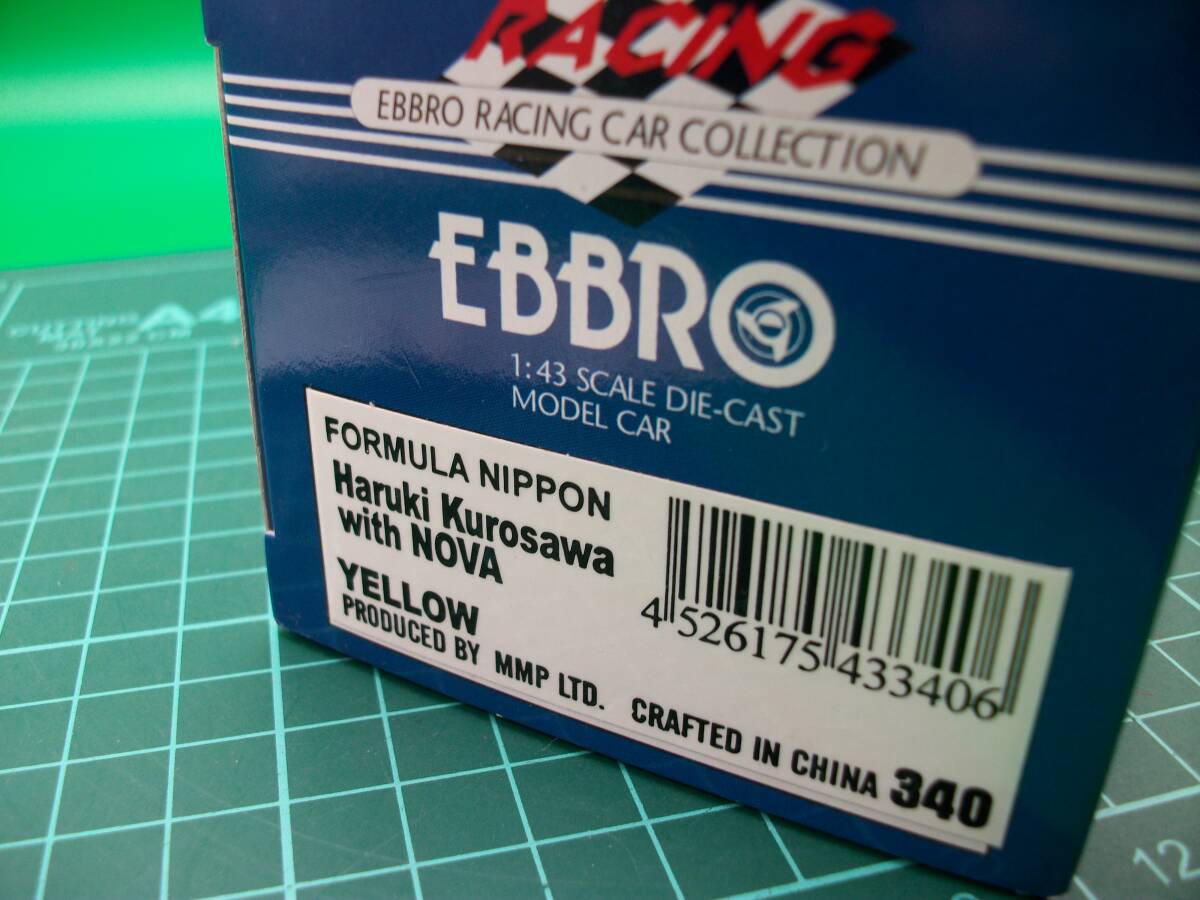 RACING
EBBRO RACING CAR COLLECTION
EBBRO
1:43 SCALE DIE-CAST
MODEL CAR
FORMULA NIPPON
Haruki Kurosawa
with NOVA
YELLOW
4 526175 433406
PRODUCED BY MMP LTD. CRAFTED IN CHINA 340
A4
12